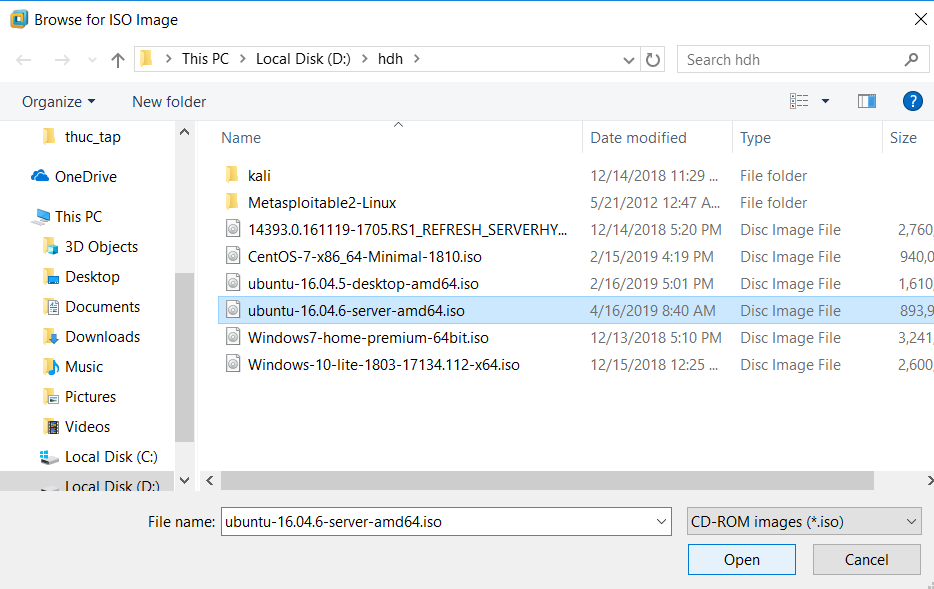 Browse for ISO Image
This PC > Local Disk (D:) > hdh >
Search hdh
Organize
New folder
?
Name
Date modified
Type
Size
thuc_tap
OneDrive
This PC
3D Objects
Desktop
Documents
Downloads
Music
Pictures
Videos
Local Disk (C:)
Local Disk (D:)
kali 12/14/2018 11:29 ... File folder
Metasploitable2-Linux 5/21/2012 12:47 A... File folder
14393.0.161119-1705.RS1_REFRESH_SERVERHY... 12/14/2018 5:20 PM Disc Image File 2,760,
CentOS-7-x86_64-Minimal-1810.iso 2/15/2019 4:19 PM Disc Image File 940,0
ubuntu-16.04.5-desktop-amd64.iso 2/16/2019 5:01 PM Disc Image File 1,610,
ubuntu-16.04.6-server-amd64.iso 4/16/2019 8:40 AM Disc Image File 893,9
Windows7-home-premium-64bit.iso 12/13/2018 5:10 PM Disc Image File 3,241,
Windows-10-lite-1803-17134.112-x64.iso 12/15/2018 12:25 ... Disc Image File 2,600,
File name: ubuntu-16.04.6-server-amd64.iso
CD-ROM images (*.iso)
Open
Cancel